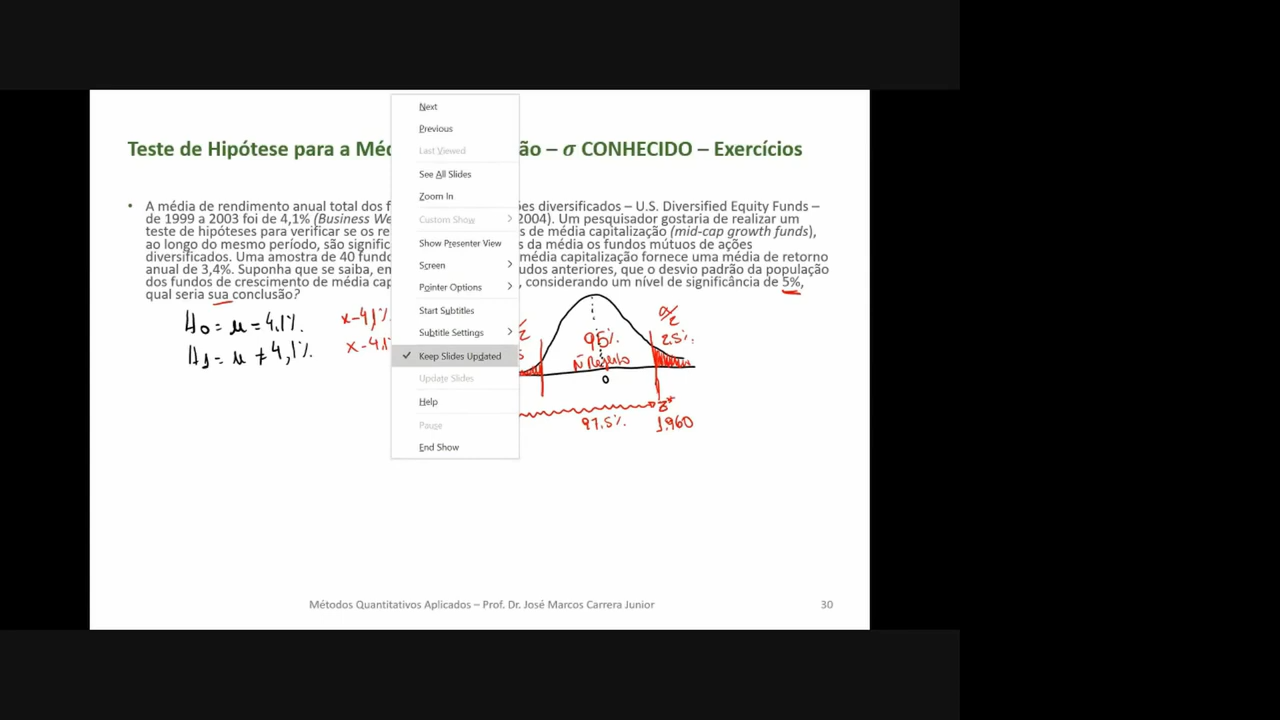 Teste de Hipótese para a Méd
ão – σ CONHECIDO – Exercícios
• A média de rendimento anual total dos f
ões diversificados – U.S. Diversified Equity Funds –
de 1999 a 2003 foi de 4,1% (Business We
2004). Um pesquisador gostaria de realizar um
teste de hipóteses para verificar se os re
s de média capitalização (mid-cap growth funds),
ao longo do mesmo período, são signific
s da média os fundos mútuos de ações
diversificados. Uma amostra de 40 fundo
média capitalização fornece uma média de retorno
anual de 3,4%. Suponha que se saiba, en
udos anteriores, que o desvio padrão da população
dos fundos de crescimento de média cap
, considerando um nível de significância de 5%,
qual seria sua conclusão?
Next
Previous
Last Viewed
See All Slides
Zoom In
Custom Show
Show Presenter View
Screen
Pointer Options
Start Subtitles
Subtitle Settings
✓ Keep Slides Updated
Update Slides
Help
Pause
End Show
H0 = μ = 4,1%
H1 = μ ≠ 4,1%
x-4,1%
x-4.1
α/2
2.5%
95%
ñ Rejeito
0
z*
97.5%
1.960
Métodos Quantitativos Aplicados – Prof. Dr. José Marcos Carrera Junior
30